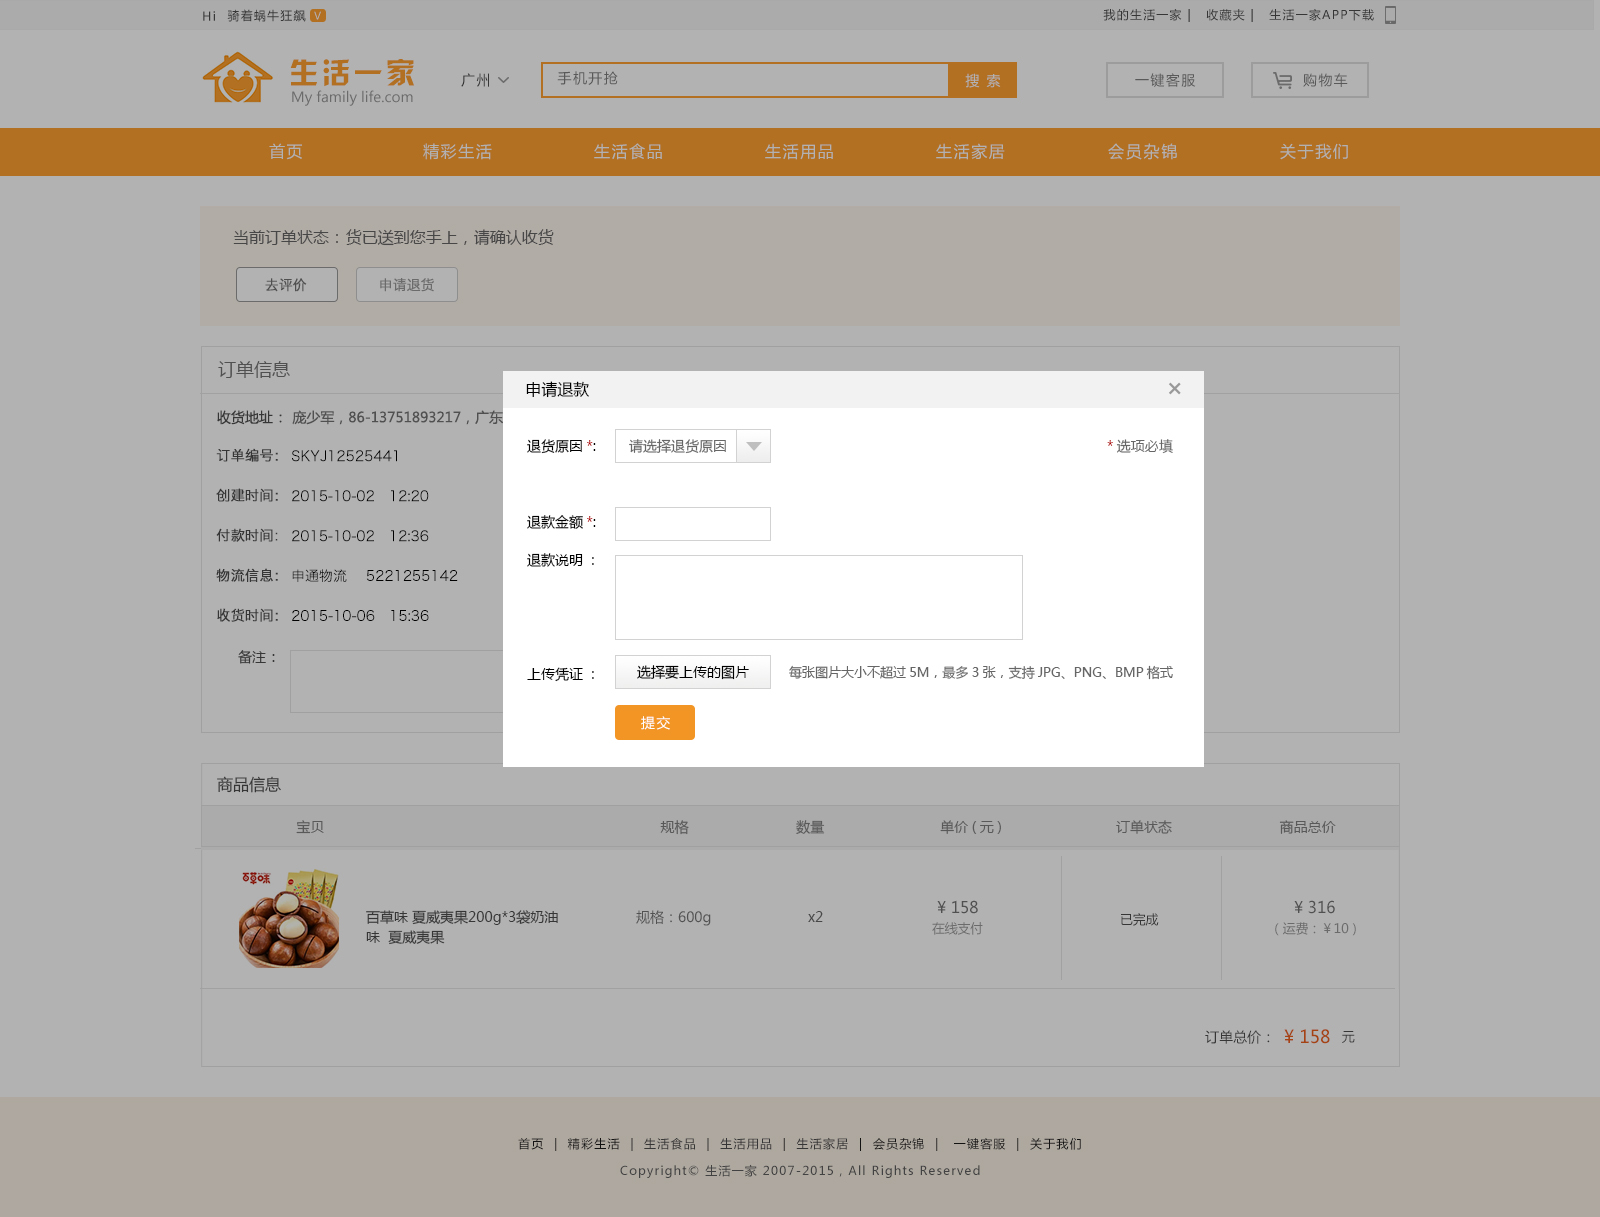 Hi 骑着蜗牛狂飙 V
我的生活一家 | 收藏夹 | 生活一家APP下载
生活一家
My family life.com
广州
手机开抢
搜 索
一键客服
购物车
首页 精彩生活 生活食品 生活用品 生活家居 会员杂锦 关于我们
当前订单状态：货已送到您手上，请确认收货
去评价 申请退货
订单信息
收货地址： 庞少军，86-13751893217，广东
订单编号： SKYJ12525441
创建时间： 2015-10-02 12:20
付款时间： 2015-10-02 12:36
物流信息： 申通物流 5221255142
收货时间： 2015-10-06 15:36
备注：
申请退款
退货原因 *: 请选择退货原因
* 选项必填
退款金额 *:
退款说明 ：
上传凭证 ： 选择要上传的图片 每张图片大小不超过 5M，最多 3 张，支持 JPG、PNG、BMP 格式
提交
商品信息
宝贝 规格 数量 单价 ( 元 ) 订单状态 商品总价
百草味
百草味 夏威夷果200g*3袋奶油
味 夏威夷果
规格：600g
x2
¥ 158
在线支付
已完成
¥ 316
( 运费：¥ 10 )
订单总价： ¥ 158 元
首页 | 精彩生活 | 生活食品 | 生活用品 | 生活家居 | 会员杂锦 | 一键客服 | 关于我们
Copyright© 生活一家 2007-2015，All Rights Reserved